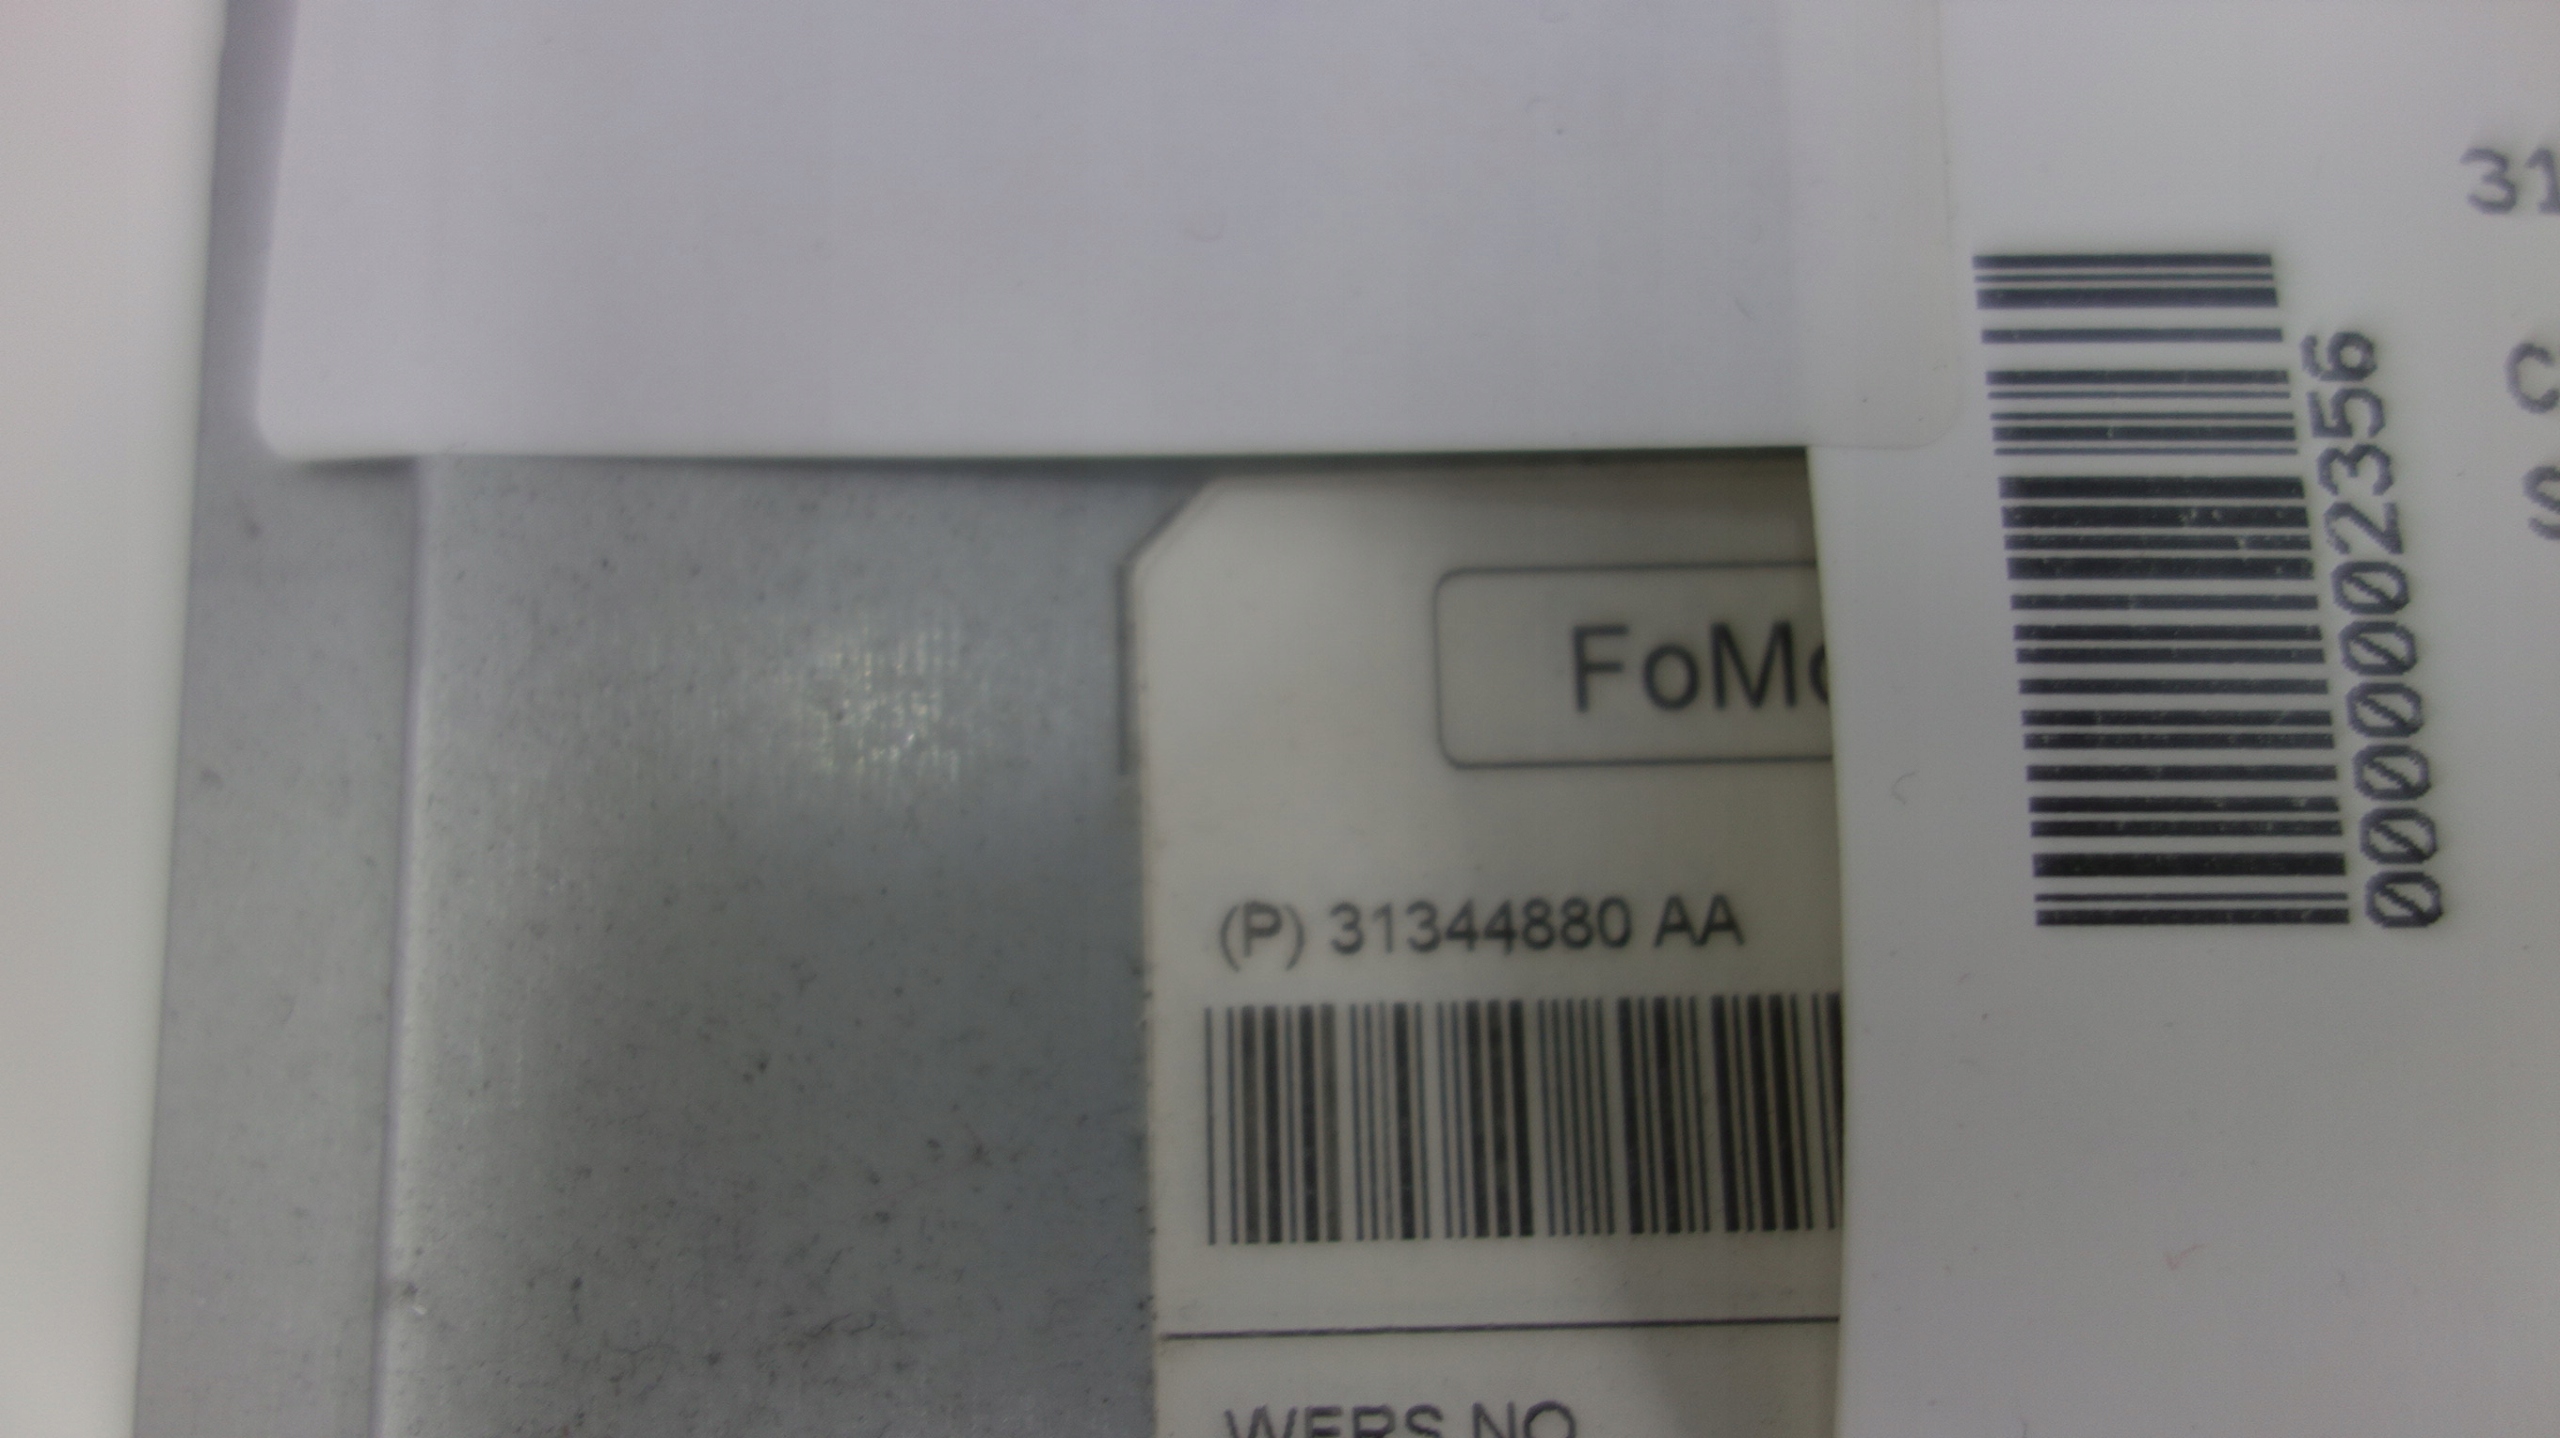 FoMo
(P) 31344880 AA
WERS NO
0000002356
31
C
S